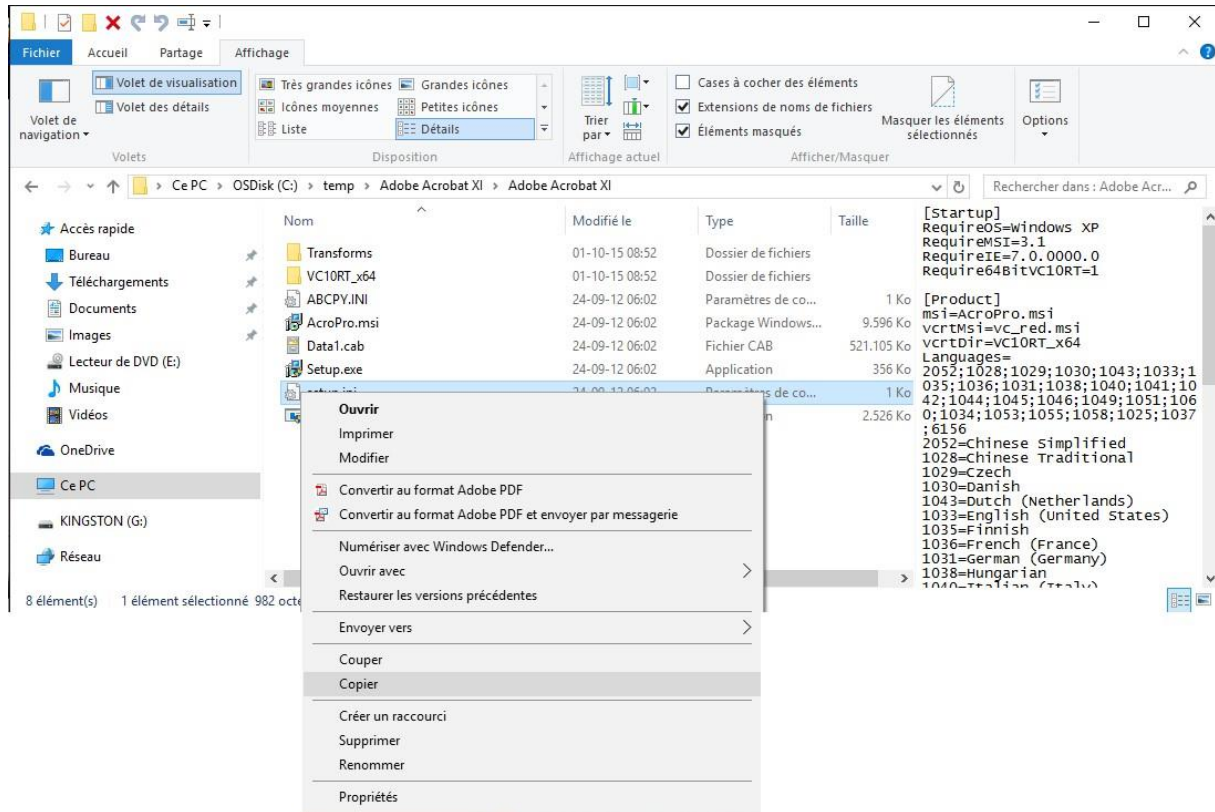 Fichier Accueil Partage Affichage
Volet de visualisation
Volet des détails
Volet de navigation
Volets
Très grandes icônes Grandes icônes
Icônes moyennes Petites icônes
Liste Détails
Disposition
Trier par
Affichage actuel
Cases à cocher des éléments
Extensions de noms de fichiers
Éléments masqués
Masquer les éléments sélectionnés
Afficher/Masquer
Options
Ce PC > OSDisk (C:) > temp > Adobe Acrobat XI > Adobe Acrobat XI
Rechercher dans : Adobe Acr...
Accès rapide
Bureau
Téléchargements
Documents
Images
Lecteur de DVD (E:)
Musique
Vidéos
OneDrive
Ce PC
KINGSTON (G:)
Réseau
Nom Modifié le Type Taille
Transforms 01-10-15 08:52 Dossier de fichiers
VC10RT_x64 01-10-15 08:52 Dossier de fichiers
ABCPY.INI 24-09-12 06:02 Paramètres de co... 1 Ko
AcroPro.msi 24-09-12 06:02 Package Windows... 9.596 Ko
Data1.cab 24-09-12 06:02 Fichier CAB 521.105 Ko
Setup.exe 24-09-12 06:02 Application 356 Ko
setup.ini 24-09-12 06:02 Paramètres de co... 1 Ko
2.526 Ko
Ouvrir
Imprimer
Modifier
Convertir au format Adobe PDF
Convertir au format Adobe PDF et envoyer par messagerie
Numériser avec Windows Defender...
Ouvrir avec
Restaurer les versions précédentes
Envoyer vers
Couper
Copier
Créer un raccourci
Supprimer
Renommer
Propriétés
[Startup]
RequireOS=Windows XP
RequireMSI=3.1
RequireIE=7.0.0000.0
Require64BitVC10RT=1
[Product]
msi=AcroPro.msi
vcrtMsi=vc_red.msi
vcrtDir=VC10RT_x64
Languages=
2052;1028;1029;1030;1043;1033;1
035;1036;1031;1038;1040;1041;10
42;1044;1045;1046;1049;1051;106
0;1034;1053;1055;1058;1025;1037
;6156
2052=Chinese Simplified
1028=Chinese Traditional
1029=Czech
1030=Danish
1043=Dutch (Netherlands)
1033=English (United States)
1035=Finnish
1036=French (France)
1031=German (Germany)
1038=Hungarian
1040=Italian (Italy)
8 élément(s) 1 élément sélectionné 982 octe